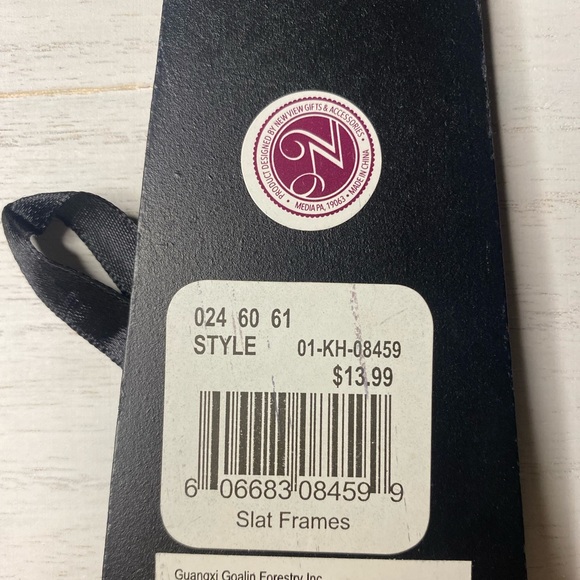 • PRODUCT DESIGNED BY NEW VIEW GIFTS & ACCESSORIES •
MEDIA PA, 19063 • MADE IN CHINA
NV
024 60 61
STYLE 01-KH-08459
$13.99
6 06683 08459 9
Slat Frames
Guangxi Goalin Forestry Inc